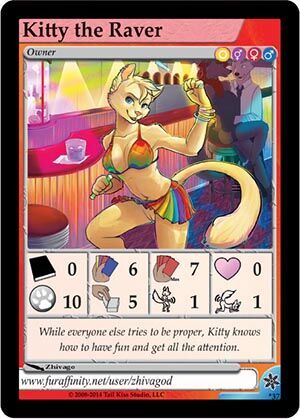 Kitty the Raver
Owner
0 6 7 0
Max
10 5 1 1
While everyone else tries to be proper, Kitty knows
how to have fun and get all the attention.
Zhivago
www.furaffinity.net/user/zhivagod
© 2008-2014 Tail Kiss Studio, LLC
*37